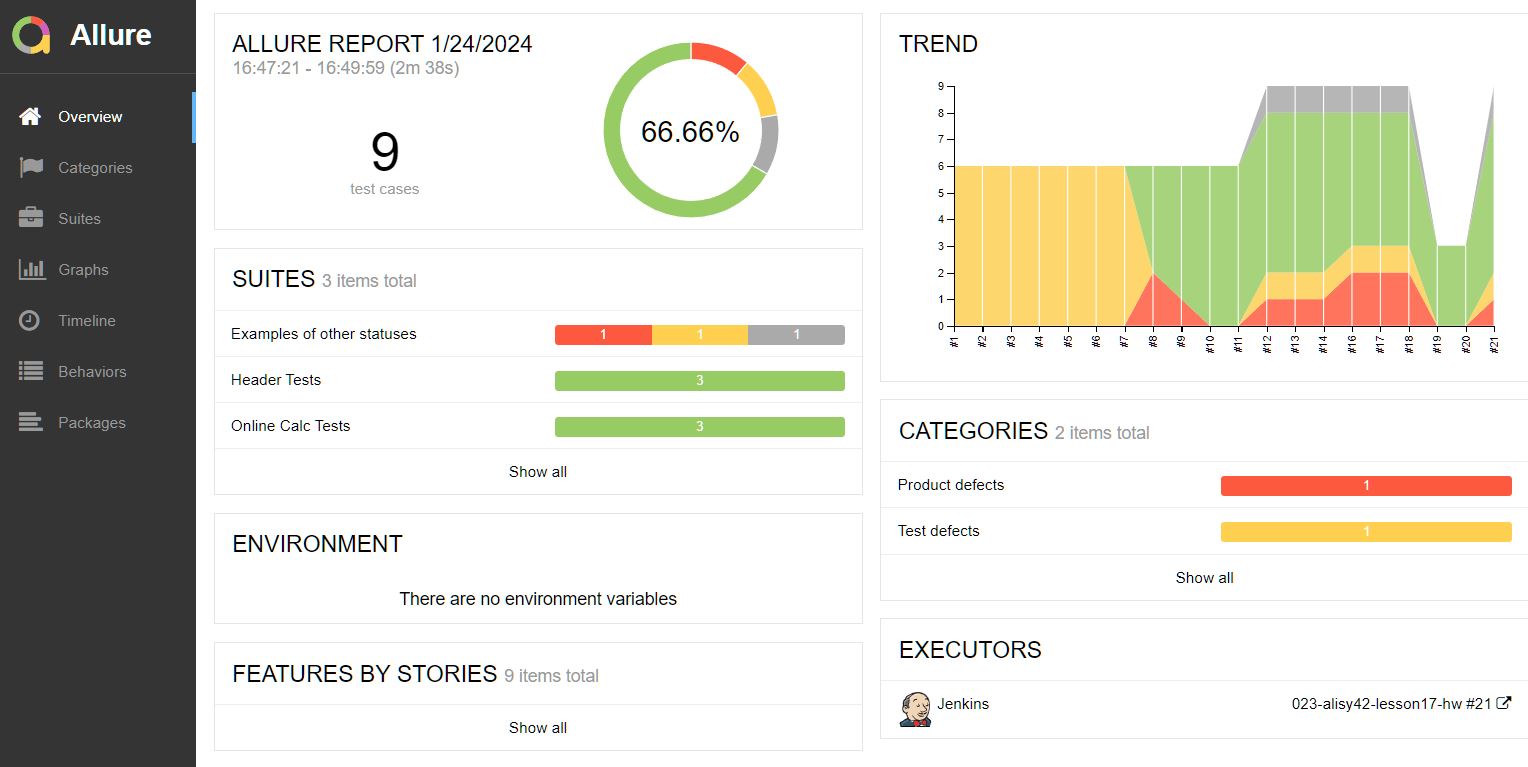 Allure
Overview
Categories
Suites
Graphs
Timeline
Behaviors
Packages
ALLURE REPORT 1/24/2024
16:47:21 - 16:49:59 (2m 38s)
9
test cases
66.66%
SUITES 3 items total
Examples of other statuses 1 1 1
Header Tests 3
Online Calc Tests 3
Show all
ENVIRONMENT
There are no environment variables
FEATURES BY STORIES 9 items total
Show all
TREND
9
8
7
6
5
4
3
2
1
0
#1 #2 #3 #4 #5 #6 #7 #8 #9 #10 #11 #12 #13 #14 #16 #17 #18 #19 #20 #21
CATEGORIES 2 items total
Product defects 1
Test defects 1
Show all
EXECUTORS
Jenkins 023-alisy42-lesson17-hw #21